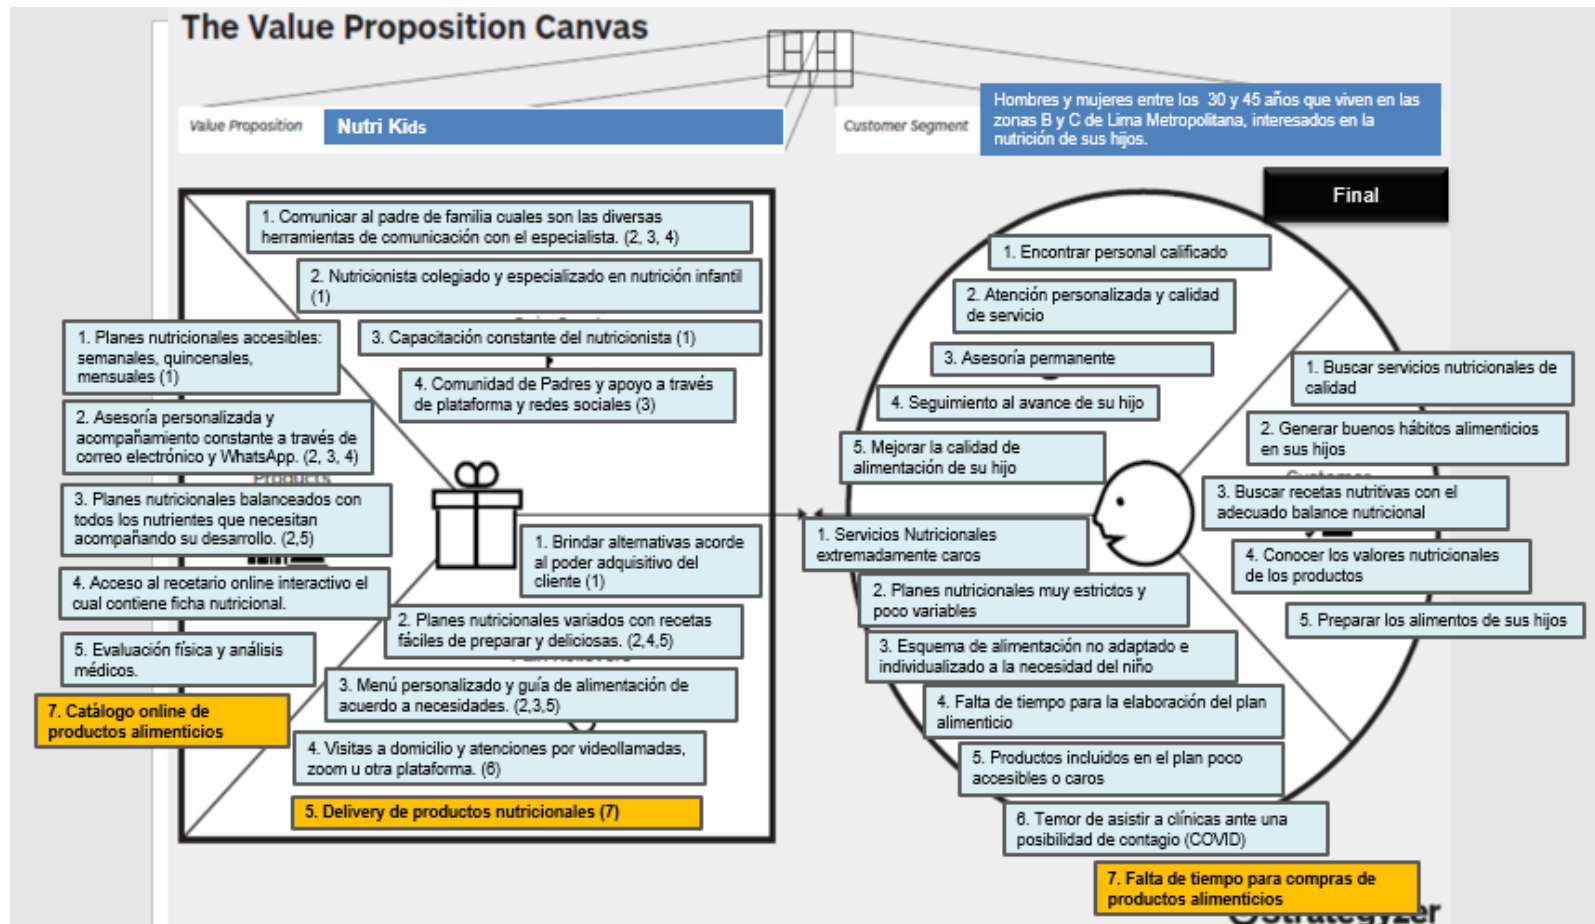 The Value Proposition Canvas
Value Proposition
Nutri Kids
Customer Segment
Hombres y mujeres entre los 30 y 45 años que viven en las
zonas B y C de Lima Metropolitana, interesados en la
nutrición de sus hijos.
Final
1. Comunicar al padre de familia cuales son las diversas
herramientas de comunicación con el especialista. (2, 3, 4)
2. Nutricionista colegiado y especializado en nutrición infantil
(1)
3. Capacitación constante del nutricionista (1)
4. Comunidad de Padres y apoyo a través
de plataforma y redes sociales (3)
1. Planes nutricionales accesibles:
semanales, quincenales,
mensuales (1)
2. Asesoría personalizada y
acompañamiento constante a través de
correo electrónico y WhatsApp. (2, 3, 4)
Products
3. Planes nutricionales balanceados con
todos los nutrientes que necesitan
acompañando su desarrollo. (2,5)
4. Acceso al recetario online interactivo el
cual contiene ficha nutricional.
5. Evaluación física y análisis
médicos.
7. Catálogo online de
productos alimenticios
1. Brindar alternativas acorde
al poder adquisitivo del
cliente (1)
2. Planes nutricionales variados con recetas
fáciles de preparar y deliciosas. (2,4,5)
3. Menú personalizado y guía de alimentación de
acuerdo a necesidades. (2,3,5)
4. Visitas a domicilio y atenciones por videollamadas,
zoom u otra plataforma. (6)
5. Delivery de productos nutricionales (7)
1. Encontrar personal calificado
2. Atención personalizada y calidad
de servicio
3. Asesoría permanente
4. Seguimiento al avance de su hijo
5. Mejorar la calidad de
alimentación de su hijo
1. Buscar servicios nutricionales de
calidad
2. Generar buenos hábitos alimenticios
en sus hijos
3. Buscar recetas nutritivas con el
adecuado balance nutricional
4. Conocer los valores nutricionales
de los productos
5. Preparar los alimentos de sus hijos
1. Servicios Nutricionales
extremadamente caros
2. Planes nutricionales muy estrictos y
poco variables
3. Esquema de alimentación no adaptado e
individualizado a la necesidad del niño
4. Falta de tiempo para la elaboración del plan
alimenticio
5. Productos incluidos en el plan poco
accesibles o caros
6. Temor de asistir a clínicas ante una
posibilidad de contagio (COVID)
7. Falta de tiempo para compras de
productos alimenticios
Strategyzer